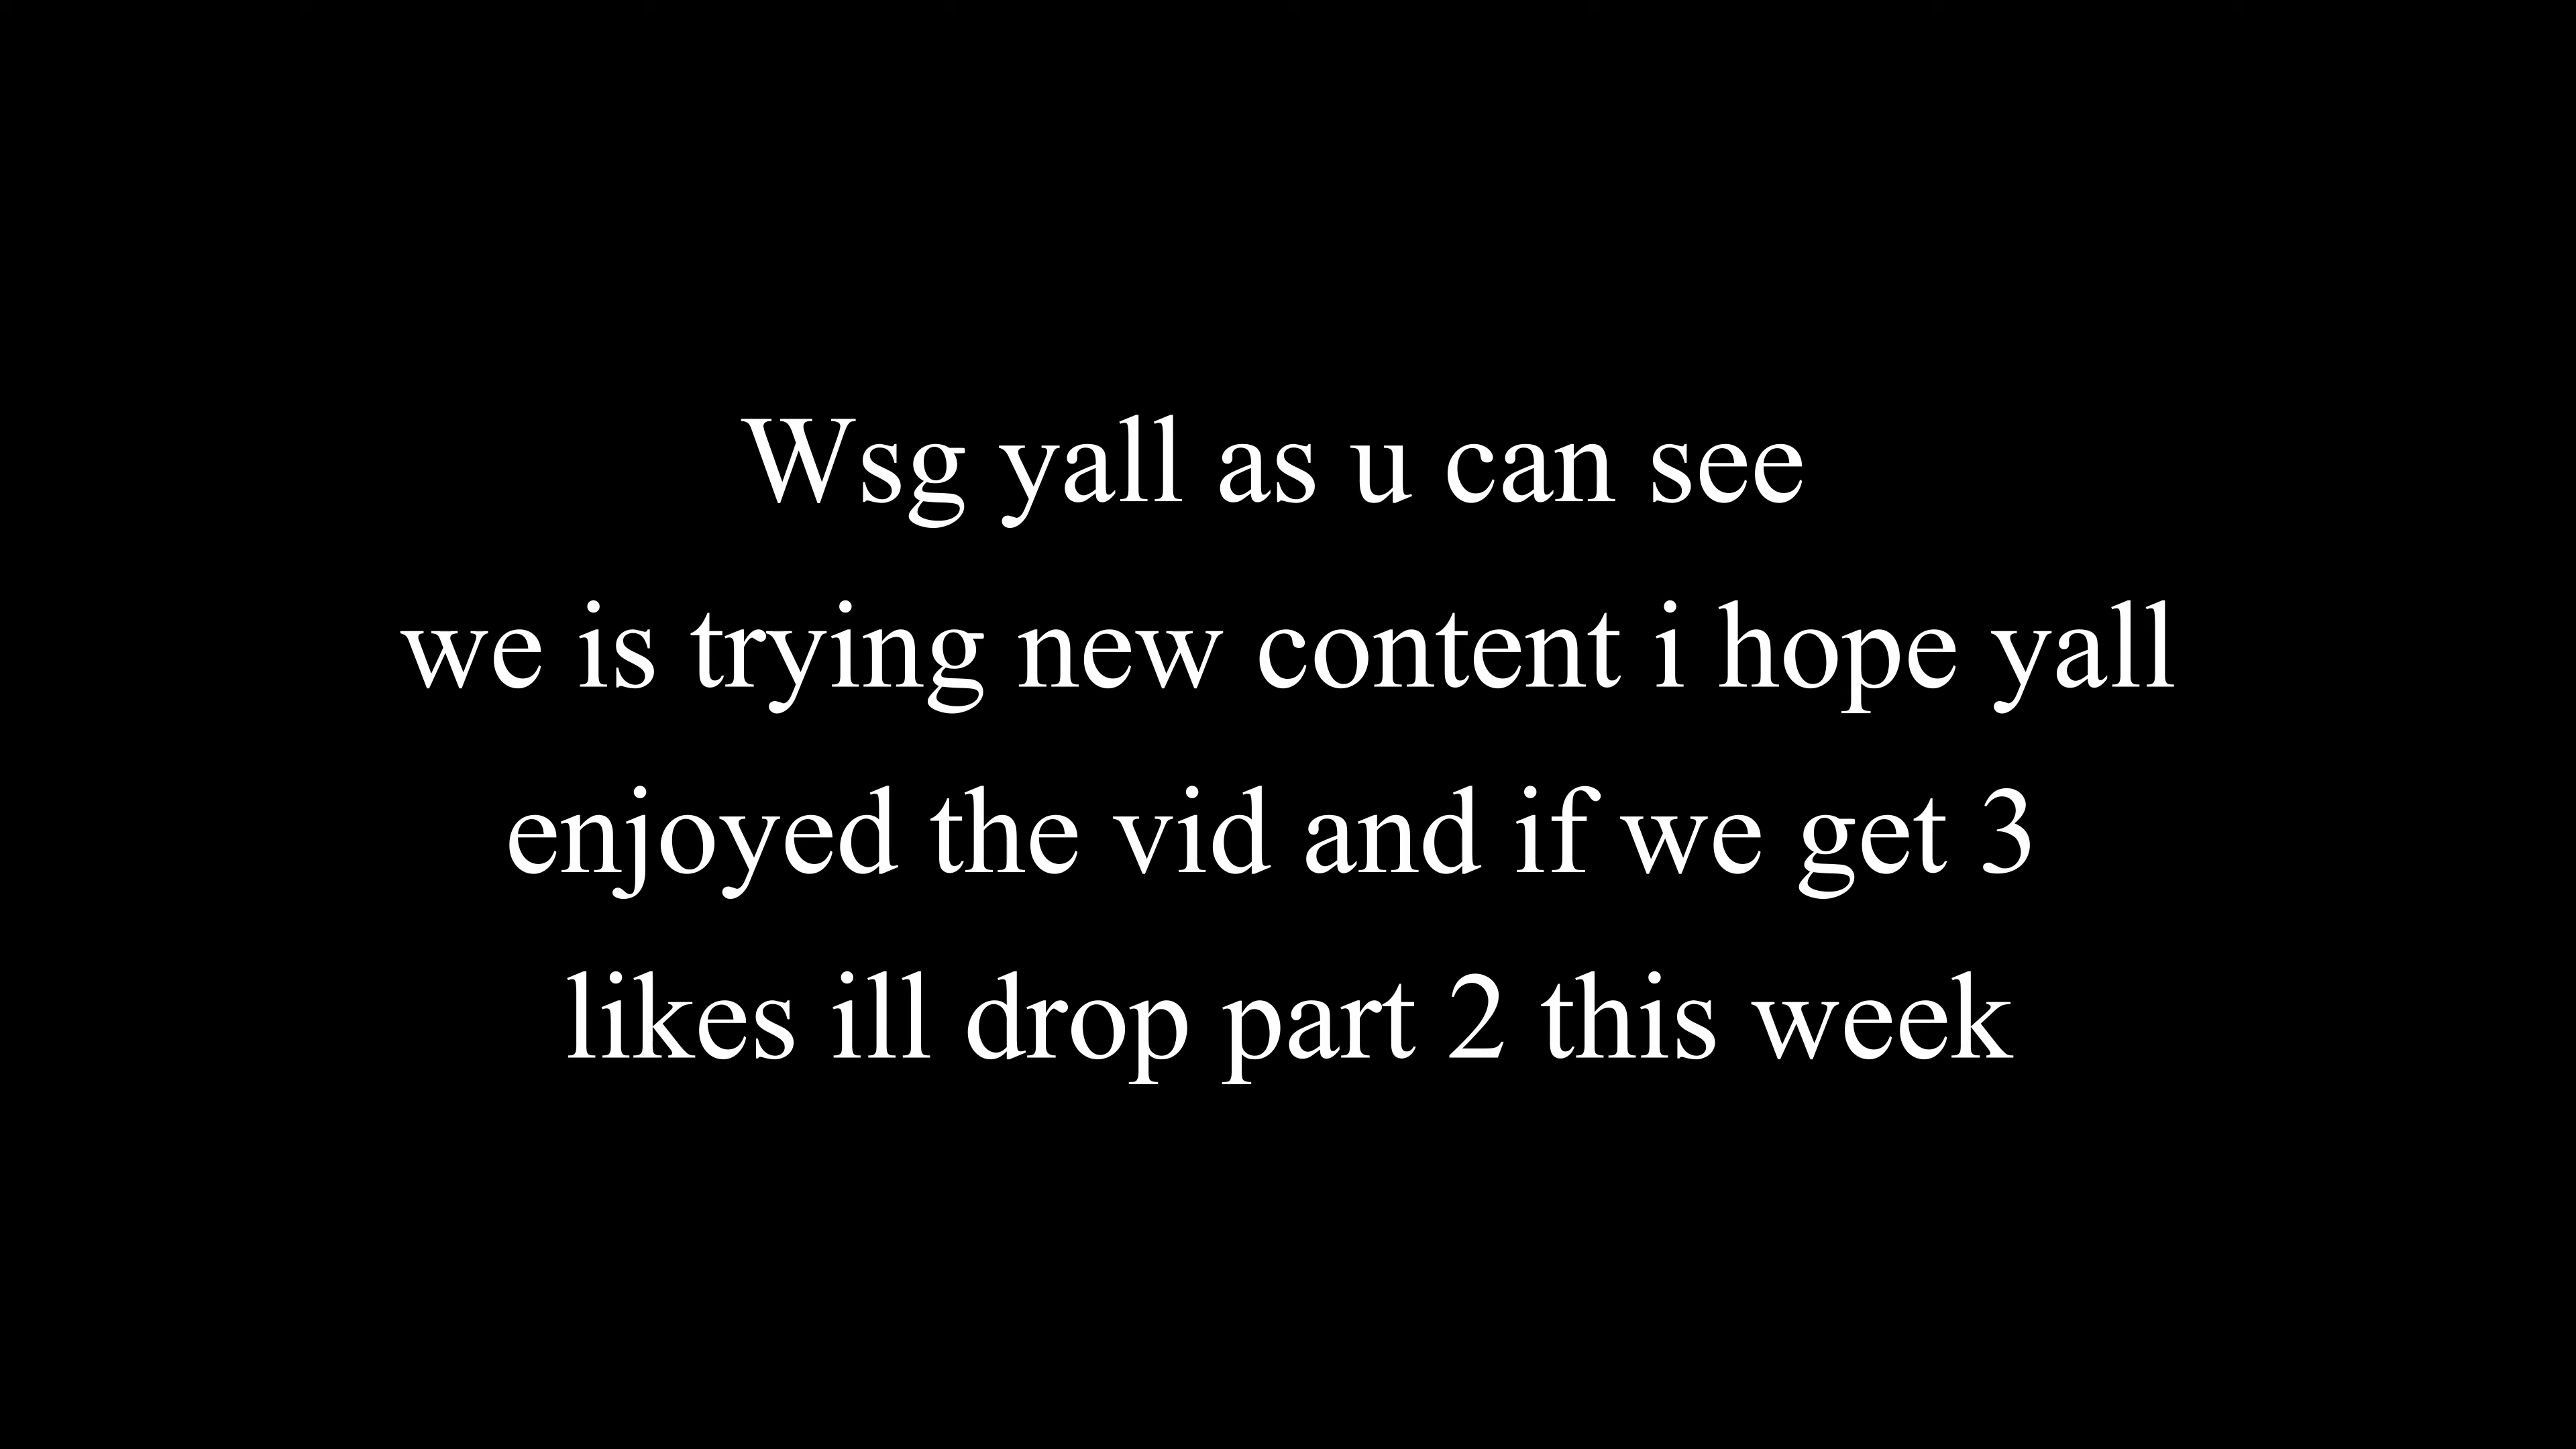 Wsg yall as u can see
we is trying new content i hope yall
enjoyed the vid and if we get 3
likes ill drop part 2 this week